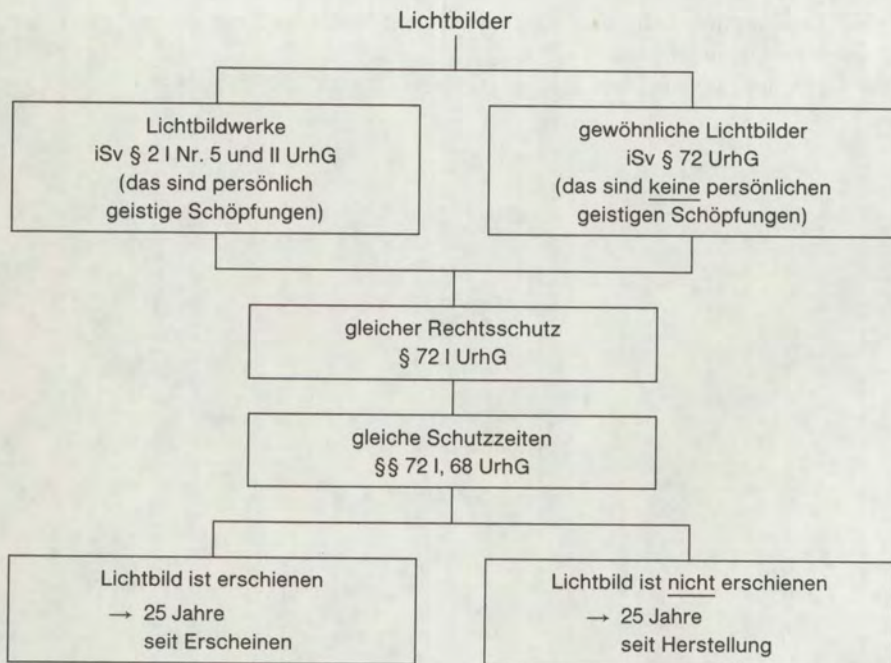 Lichtbilder
Lichtbildwerke
iSv § 2 I Nr. 5 und II UrhG
(das sind persönlich
geistige Schöpfungen)
gewöhnliche Lichtbilder
iSv § 72 UrhG
(das sind keine persönlichen
geistigen Schöpfungen)
gleicher Rechtsschutz
§ 72 I UrhG
gleiche Schutzzeiten
§§ 72 I, 68 UrhG
Lichtbild ist erschienen
→ 25 Jahre
seit Erscheinen
Lichtbild ist nicht erschienen
→ 25 Jahre
seit Herstellung